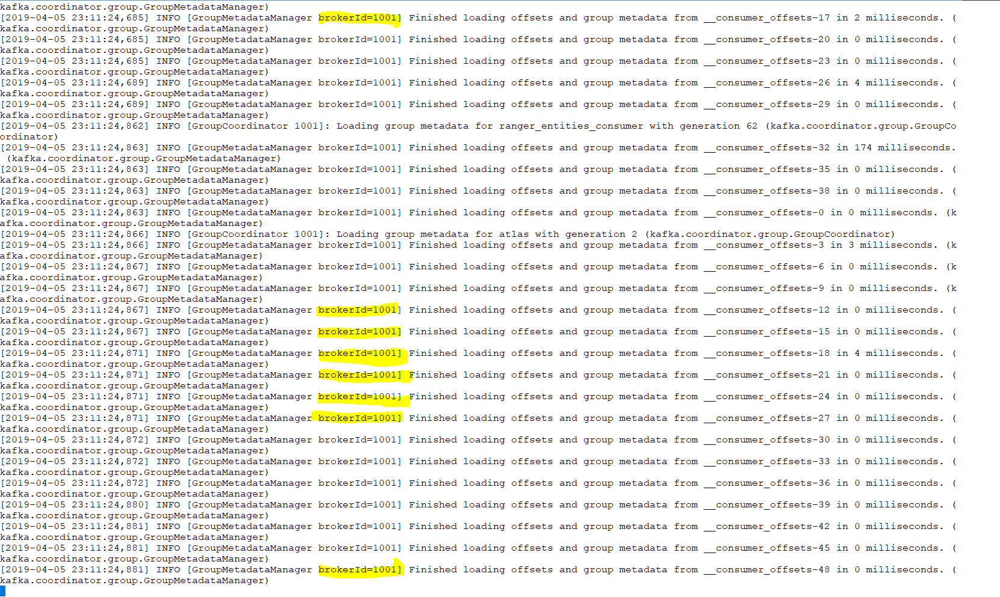 kafka.coordinator.group.GroupMetadataManager)
[2019-04-05 23:11:24,685] INFO [GroupMetadataManager brokerId=1001] Finished loading offsets and group metadata from __consumer_offsets-17 in 2 milliseconds. (
kafka.coordinator.group.GroupMetadataManager)
[2019-04-05 23:11:24,685] INFO [GroupMetadataManager brokerId=1001] Finished loading offsets and group metadata from __consumer_offsets-20 in 0 milliseconds. (
kafka.coordinator.group.GroupMetadataManager)
[2019-04-05 23:11:24,685] INFO [GroupMetadataManager brokerId=1001] Finished loading offsets and group metadata from __consumer_offsets-23 in 0 milliseconds. (
kafka.coordinator.group.GroupMetadataManager)
[2019-04-05 23:11:24,689] INFO [GroupMetadataManager brokerId=1001] Finished loading offsets and group metadata from __consumer_offsets-26 in 4 milliseconds. (
kafka.coordinator.group.GroupMetadataManager)
[2019-04-05 23:11:24,689] INFO [GroupMetadataManager brokerId=1001] Finished loading offsets and group metadata from __consumer_offsets-29 in 0 milliseconds. (
kafka.coordinator.group.GroupMetadataManager)
[2019-04-05 23:11:24,862] INFO [GroupCoordinator 1001]: Loading group metadata for ranger_entities_consumer with generation 62 (kafka.coordinator.group.GroupCo
ordinator)
[2019-04-05 23:11:24,863] INFO [GroupMetadataManager brokerId=1001] Finished loading offsets and group metadata from __consumer_offsets-32 in 174 milliseconds.
(kafka.coordinator.group.GroupMetadataManager)
[2019-04-05 23:11:24,863] INFO [GroupMetadataManager brokerId=1001] Finished loading offsets and group metadata from __consumer_offsets-35 in 0 milliseconds. (
kafka.coordinator.group.GroupMetadataManager)
[2019-04-05 23:11:24,863] INFO [GroupMetadataManager brokerId=1001] Finished loading offsets and group metadata from __consumer_offsets-38 in 0 milliseconds. (
kafka.coordinator.group.GroupMetadataManager)
[2019-04-05 23:11:24,863] INFO [GroupMetadataManager brokerId=1001] Finished loading offsets and group metadata from __consumer_offsets-0 in 0 milliseconds. (k
afka.coordinator.group.GroupMetadataManager)
[2019-04-05 23:11:24,866] INFO [GroupCoordinator 1001]: Loading group metadata for atlas with generation 2 (kafka.coordinator.group.GroupCoordinator)
[2019-04-05 23:11:24,866] INFO [GroupMetadataManager brokerId=1001] Finished loading offsets and group metadata from __consumer_offsets-3 in 3 milliseconds. (k
afka.coordinator.group.GroupMetadataManager)
[2019-04-05 23:11:24,867] INFO [GroupMetadataManager brokerId=1001] Finished loading offsets and group metadata from __consumer_offsets-6 in 0 milliseconds. (k
afka.coordinator.group.GroupMetadataManager)
[2019-04-05 23:11:24,867] INFO [GroupMetadataManager brokerId=1001] Finished loading offsets and group metadata from __consumer_offsets-9 in 0 milliseconds. (k
afka.coordinator.group.GroupMetadataManager)
[2019-04-05 23:11:24,867] INFO [GroupMetadataManager brokerId=1001] Finished loading offsets and group metadata from __consumer_offsets-12 in 0 milliseconds. (
kafka.coordinator.group.GroupMetadataManager)
[2019-04-05 23:11:24,867] INFO [GroupMetadataManager brokerId=1001] Finished loading offsets and group metadata from __consumer_offsets-15 in 0 milliseconds. (
kafka.coordinator.group.GroupMetadataManager)
[2019-04-05 23:11:24,871] INFO [GroupMetadataManager brokerId=1001] Finished loading offsets and group metadata from __consumer_offsets-18 in 4 milliseconds. (
kafka.coordinator.group.GroupMetadataManager)
[2019-04-05 23:11:24,871] INFO [GroupMetadataManager brokerId=1001] Finished loading offsets and group metadata from __consumer_offsets-21 in 0 milliseconds. (
kafka.coordinator.group.GroupMetadataManager)
[2019-04-05 23:11:24,871] INFO [GroupMetadataManager brokerId=1001] Finished loading offsets and group metadata from __consumer_offsets-24 in 0 milliseconds. (
kafka.coordinator.group.GroupMetadataManager)
[2019-04-05 23:11:24,871] INFO [GroupMetadataManager brokerId=1001] Finished loading offsets and group metadata from __consumer_offsets-27 in 0 milliseconds. (
kafka.coordinator.group.GroupMetadataManager)
[2019-04-05 23:11:24,872] INFO [GroupMetadataManager brokerId=1001] Finished loading offsets and group metadata from __consumer_offsets-30 in 0 milliseconds. (
kafka.coordinator.group.GroupMetadataManager)
[2019-04-05 23:11:24,872] INFO [GroupMetadataManager brokerId=1001] Finished loading offsets and group metadata from __consumer_offsets-33 in 0 milliseconds. (
kafka.coordinator.group.GroupMetadataManager)
[2019-04-05 23:11:24,872] INFO [GroupMetadataManager brokerId=1001] Finished loading offsets and group metadata from __consumer_offsets-36 in 0 milliseconds. (
kafka.coordinator.group.GroupMetadataManager)
[2019-04-05 23:11:24,880] INFO [GroupMetadataManager brokerId=1001] Finished loading offsets and group metadata from __consumer_offsets-39 in 0 milliseconds. (
kafka.coordinator.group.GroupMetadataManager)
[2019-04-05 23:11:24,881] INFO [GroupMetadataManager brokerId=1001] Finished loading offsets and group metadata from __consumer_offsets-42 in 0 milliseconds. (
kafka.coordinator.group.GroupMetadataManager)
[2019-04-05 23:11:24,881] INFO [GroupMetadataManager brokerId=1001] Finished loading offsets and group metadata from __consumer_offsets-45 in 0 milliseconds. (
kafka.coordinator.group.GroupMetadataManager)
[2019-04-05 23:11:24,881] INFO [GroupMetadataManager brokerId=1001] Finished loading offsets and group metadata from __consumer_offsets-48 in 0 milliseconds. (
kafka.coordinator.group.GroupMetadataManager)